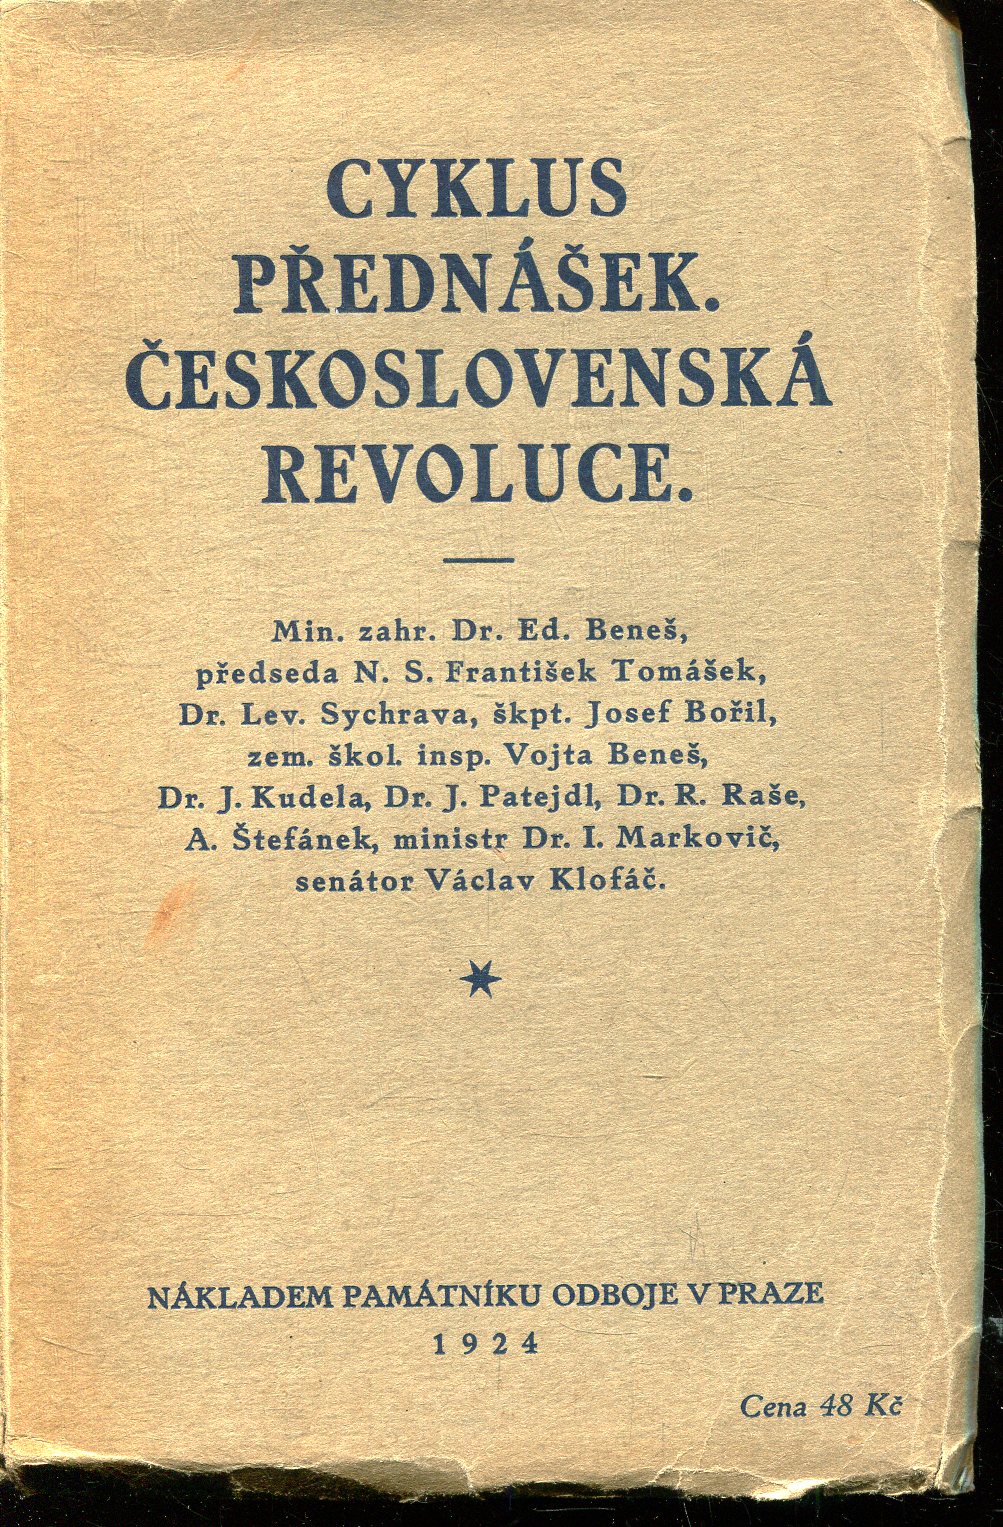 CYKLUS
PŘEDNÁŠEK.
ČESKOSLOVENSKÁ
REVOLUCE.
Min. zahr. Dr. Ed. Beneš,
předseda N. S. František Tomášek,
Dr. Lev. Sychrava, škpt. Josef Bořil,
zem. škol. insp. Vojta Beneš,
Dr. J. Kudela, Dr. J. Patejdl, Dr. R. Raše,
A. Štefánek, ministr Dr. I. Markovič,
senátor Václav Klofáč.
NÁKLADEM PAMÁTNÍKU ODBOJE V PRAZE
1924
Cena 48 Kč